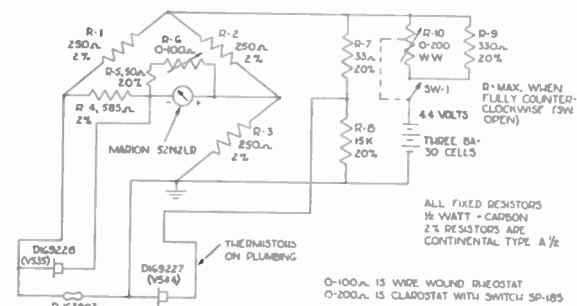 R-1
250Ω
2%
R-2
250Ω
2%
R-6
0-100Ω
R-5, 50Ω
20%
R-4, 585Ω
2%
-
+
MARION 52N2LR
R-3
250Ω
2%
R-7
33Ω
20%
R-8
15K
20%
R-10
0-200
WW
R-9
330Ω
20%
SW-1
4.4 VOLTS
THREE BA-
30 CELLS
R-MAX. WHEN
FULLY COUNTER-
CLOCKWISE (SW.
OPEN)
D169228
(V535)
D169227
(V544)
THERMISTORS
ON PLUMBING
ALL FIXED RESISTORS
½ WATT - CARBON
2% RESISTORS ARE
CONTINENTAL TYPE A ½
0-100Ω IS WIRE WOUND RHEOSTAT
0-200Ω IS CLAROSTAT WITH SWITCH SP-185